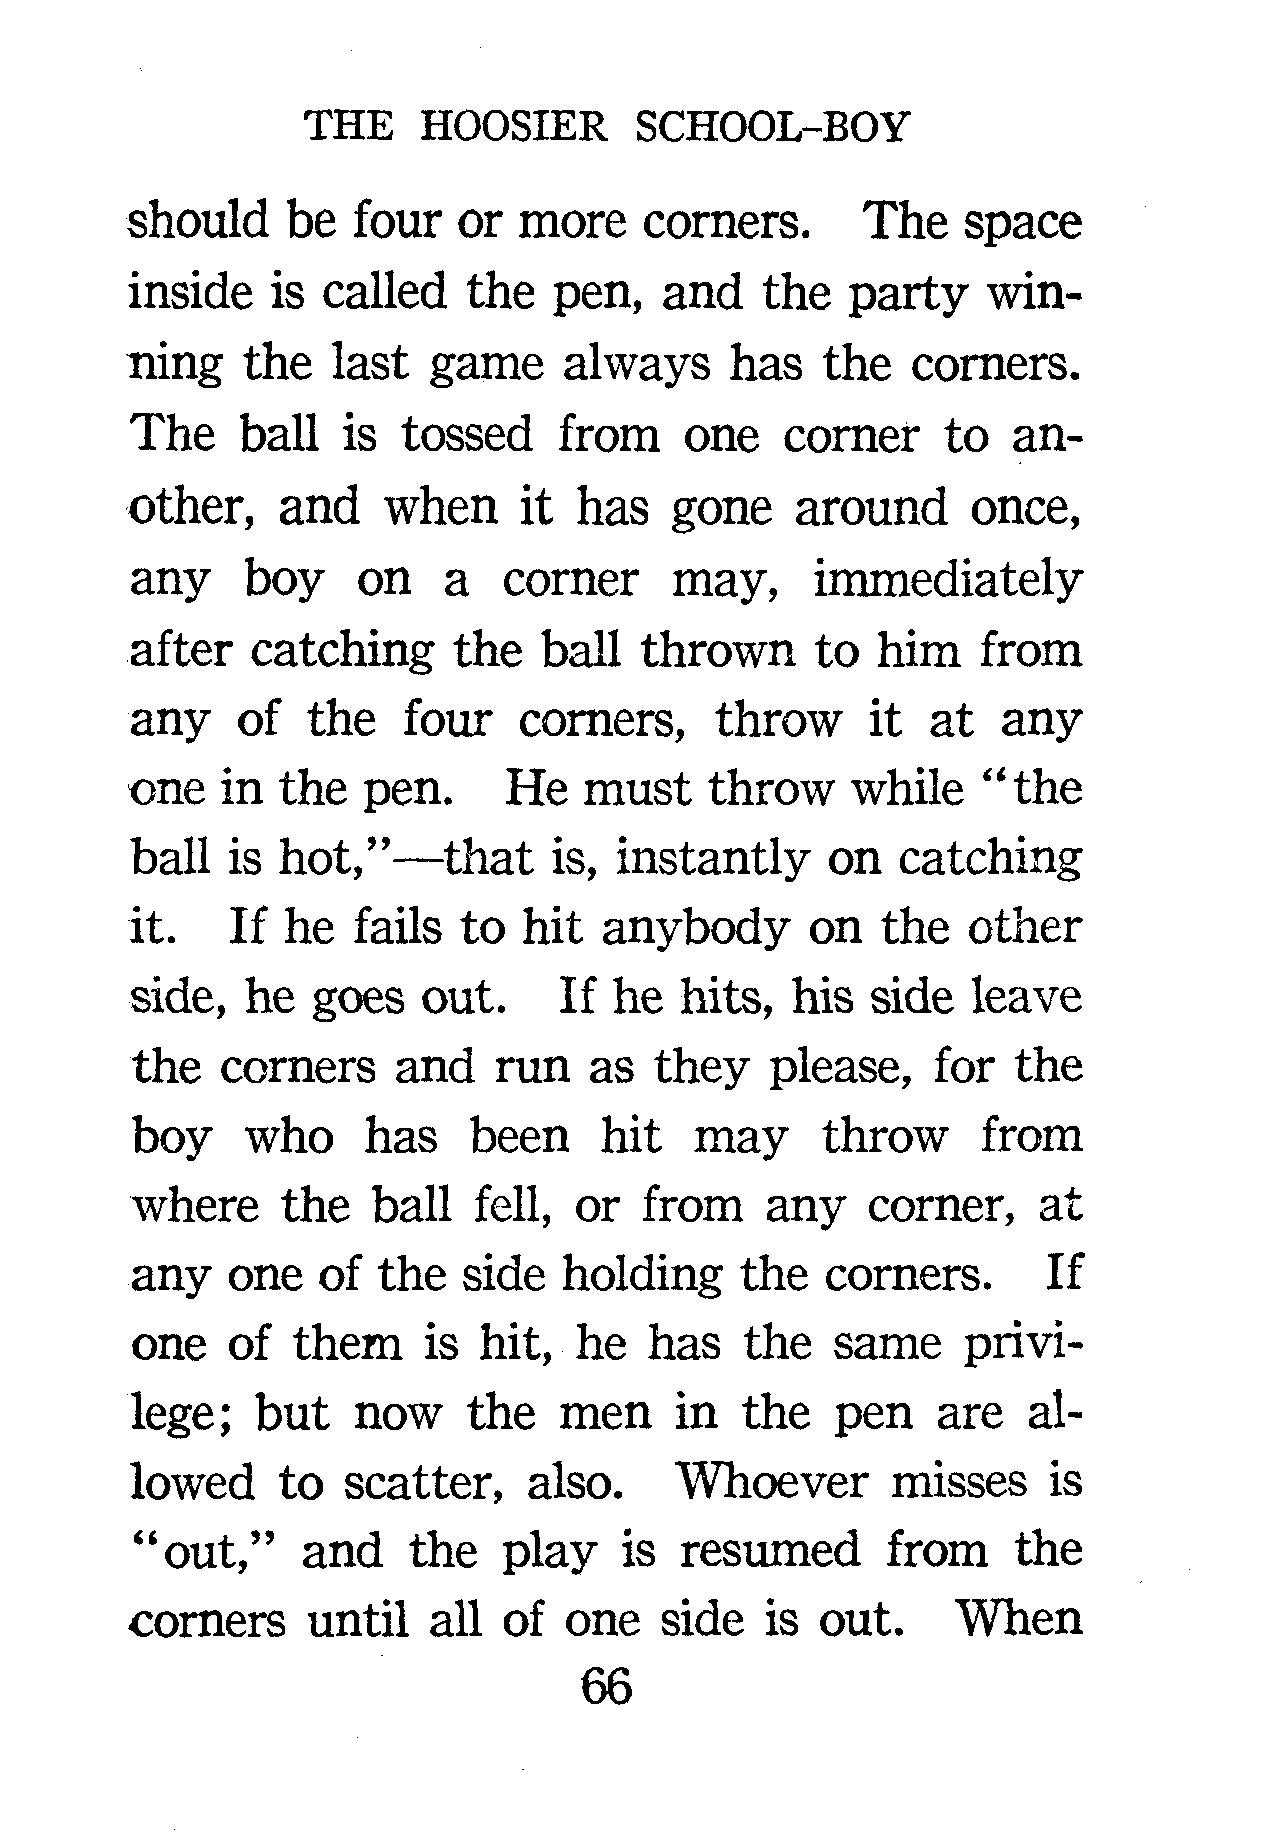 THE HOOSIER SCHOOL-BOY
should be four or more corners. The space
inside is called the pen, and the party win-
ning the last game always has the corners.
The ball is tossed from one corner to an-
other, and when it has gone around once,
any boy on a corner may, immediately
after catching the ball thrown to him from
any of the four corners, throw it at any
one in the pen. He must throw while “the
ball is hot,”—that is, instantly on catching
it. If he fails to hit anybody on the other
side, he goes out. If he hits, his side leave
the corners and run as they please, for the
boy who has been hit may throw from
where the ball fell, or from any corner, at
any one of the side holding the corners. If
one of them is hit, he has the same privi-
lege; but now the men in the pen are al-
lowed to scatter, also. Whoever misses is
“out,” and the play is resumed from the
corners until all of one side is out. When
66